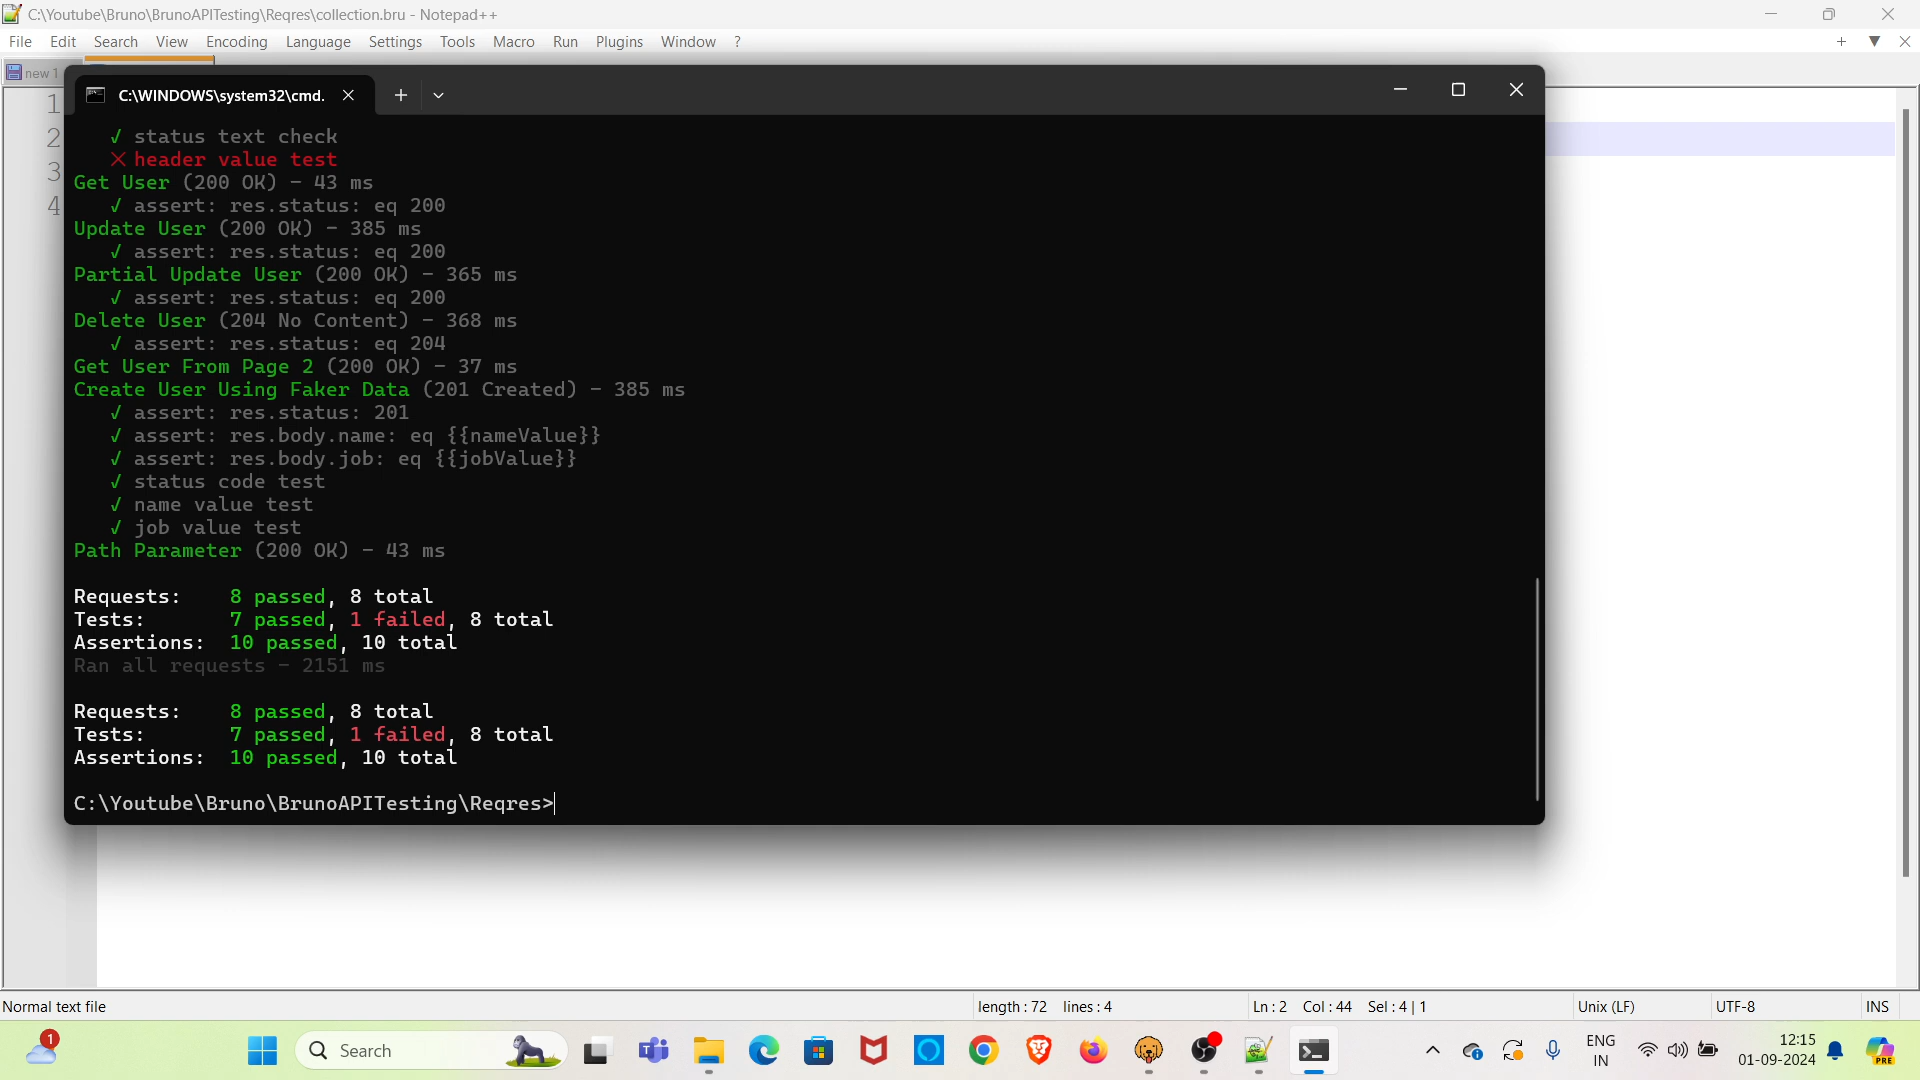 C:\Youtube\Bruno\BrunoAPITesting\Reqres\collection.bru - Notepad++
File Edit Search View Encoding Language Settings Tools Macro Run Plugins Window ?
new 1
C:\WINDOWS\system32\cmd.
1
2
3
4
√ status text check
X header value test
Get User (200 OK) - 43 ms
√ assert: res.status: eq 200
Update User (200 OK) - 385 ms
√ assert: res.status: eq 200
Partial Update User (200 OK) - 365 ms
√ assert: res.status: eq 200
Delete User (204 No Content) - 368 ms
√ assert: res.status: eq 204
Get User From Page 2 (200 OK) - 37 ms
Create User Using Faker Data (201 Created) - 385 ms
√ assert: res.status: 201
√ assert: res.body.name: eq {{nameValue}}
√ assert: res.body.job: eq {{jobValue}}
√ status code test
√ name value test
√ job value test
Path Parameter (200 OK) - 43 ms
Requests: 8 passed, 8 total
Tests: 7 passed, 1 failed, 8 total
Assertions: 10 passed, 10 total
Ran all requests - 2151 ms
Requests: 8 passed, 8 total
Tests: 7 passed, 1 failed, 8 total
Assertions: 10 passed, 10 total
C:\Youtube\Bruno\BrunoAPITesting\Reqres>
Normal text file length : 72 lines : 4 Ln : 2 Col : 44 Sel : 4 | 1 Unix (LF) UTF-8 INS
1
Search
ENG
IN
12:15
01-09-2024
PRE